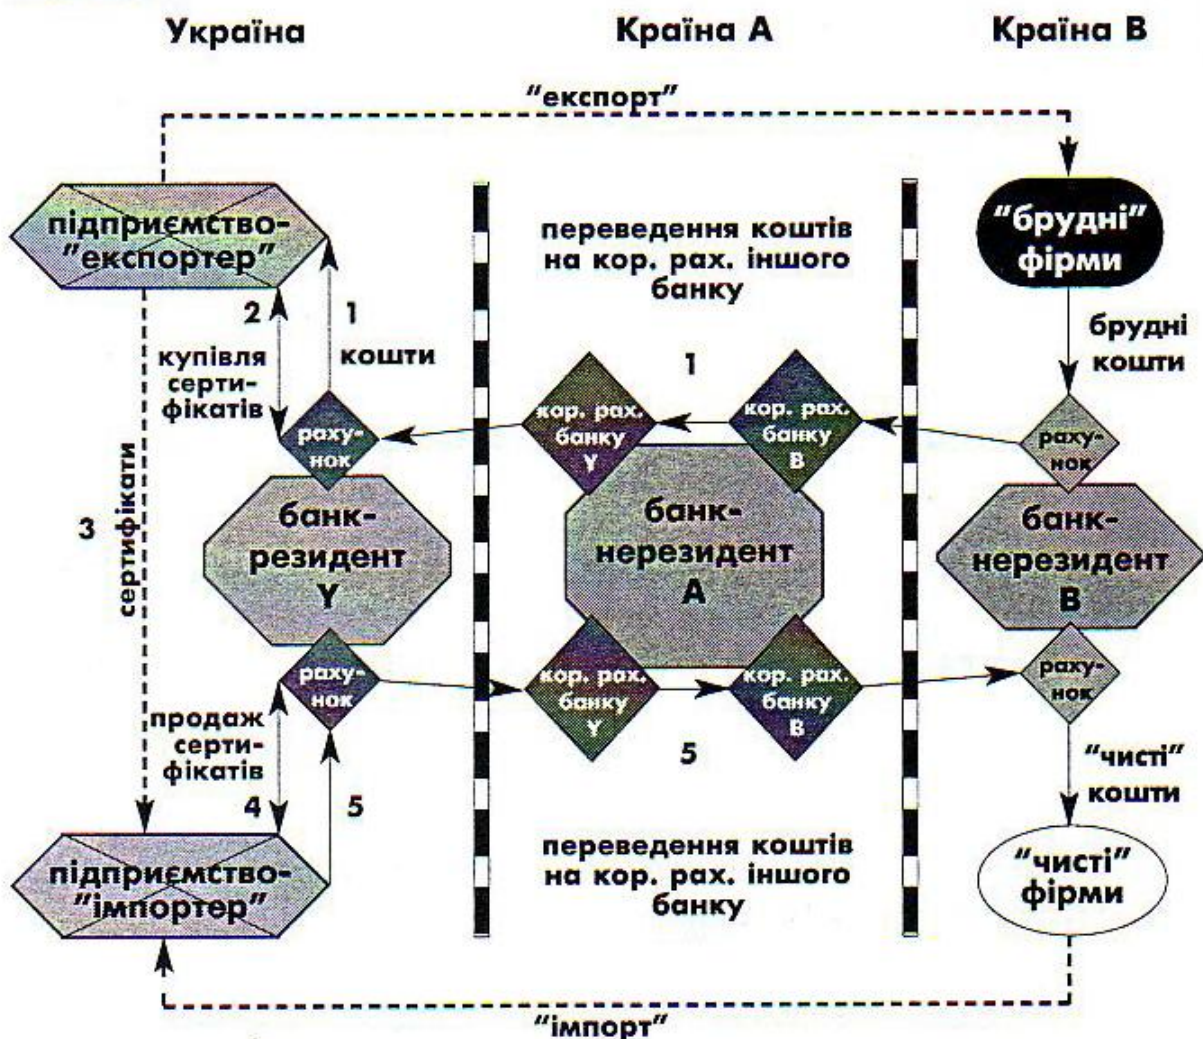 Україна
Країна А
Країна В
"експорт"
підприємство-
"експортер"
переведення коштів
на кор. рах. іншого
банку
"брудні"
фірми
2
1
купівля
серти-
фікатів
кошти
1
брудні
кошти
раху-
нок
кор. рах.
банку
Y
кор. рах.
банку
В
раху-
нок
3
сертифікати
банк-
резидент
Y
банк-
нерезидент
А
банк-
нерезидент
В
раху-
нок
кор. рах.
банку
Y
кор. рах.
банку
В
раху-
нок
продаж
серти-
фікатів
4
5
5
"чисті"
кошти
підприємство-
"імпортер"
переведення коштів
на кор. рах. іншого
банку
"чисті"
фірми
"імпорт"